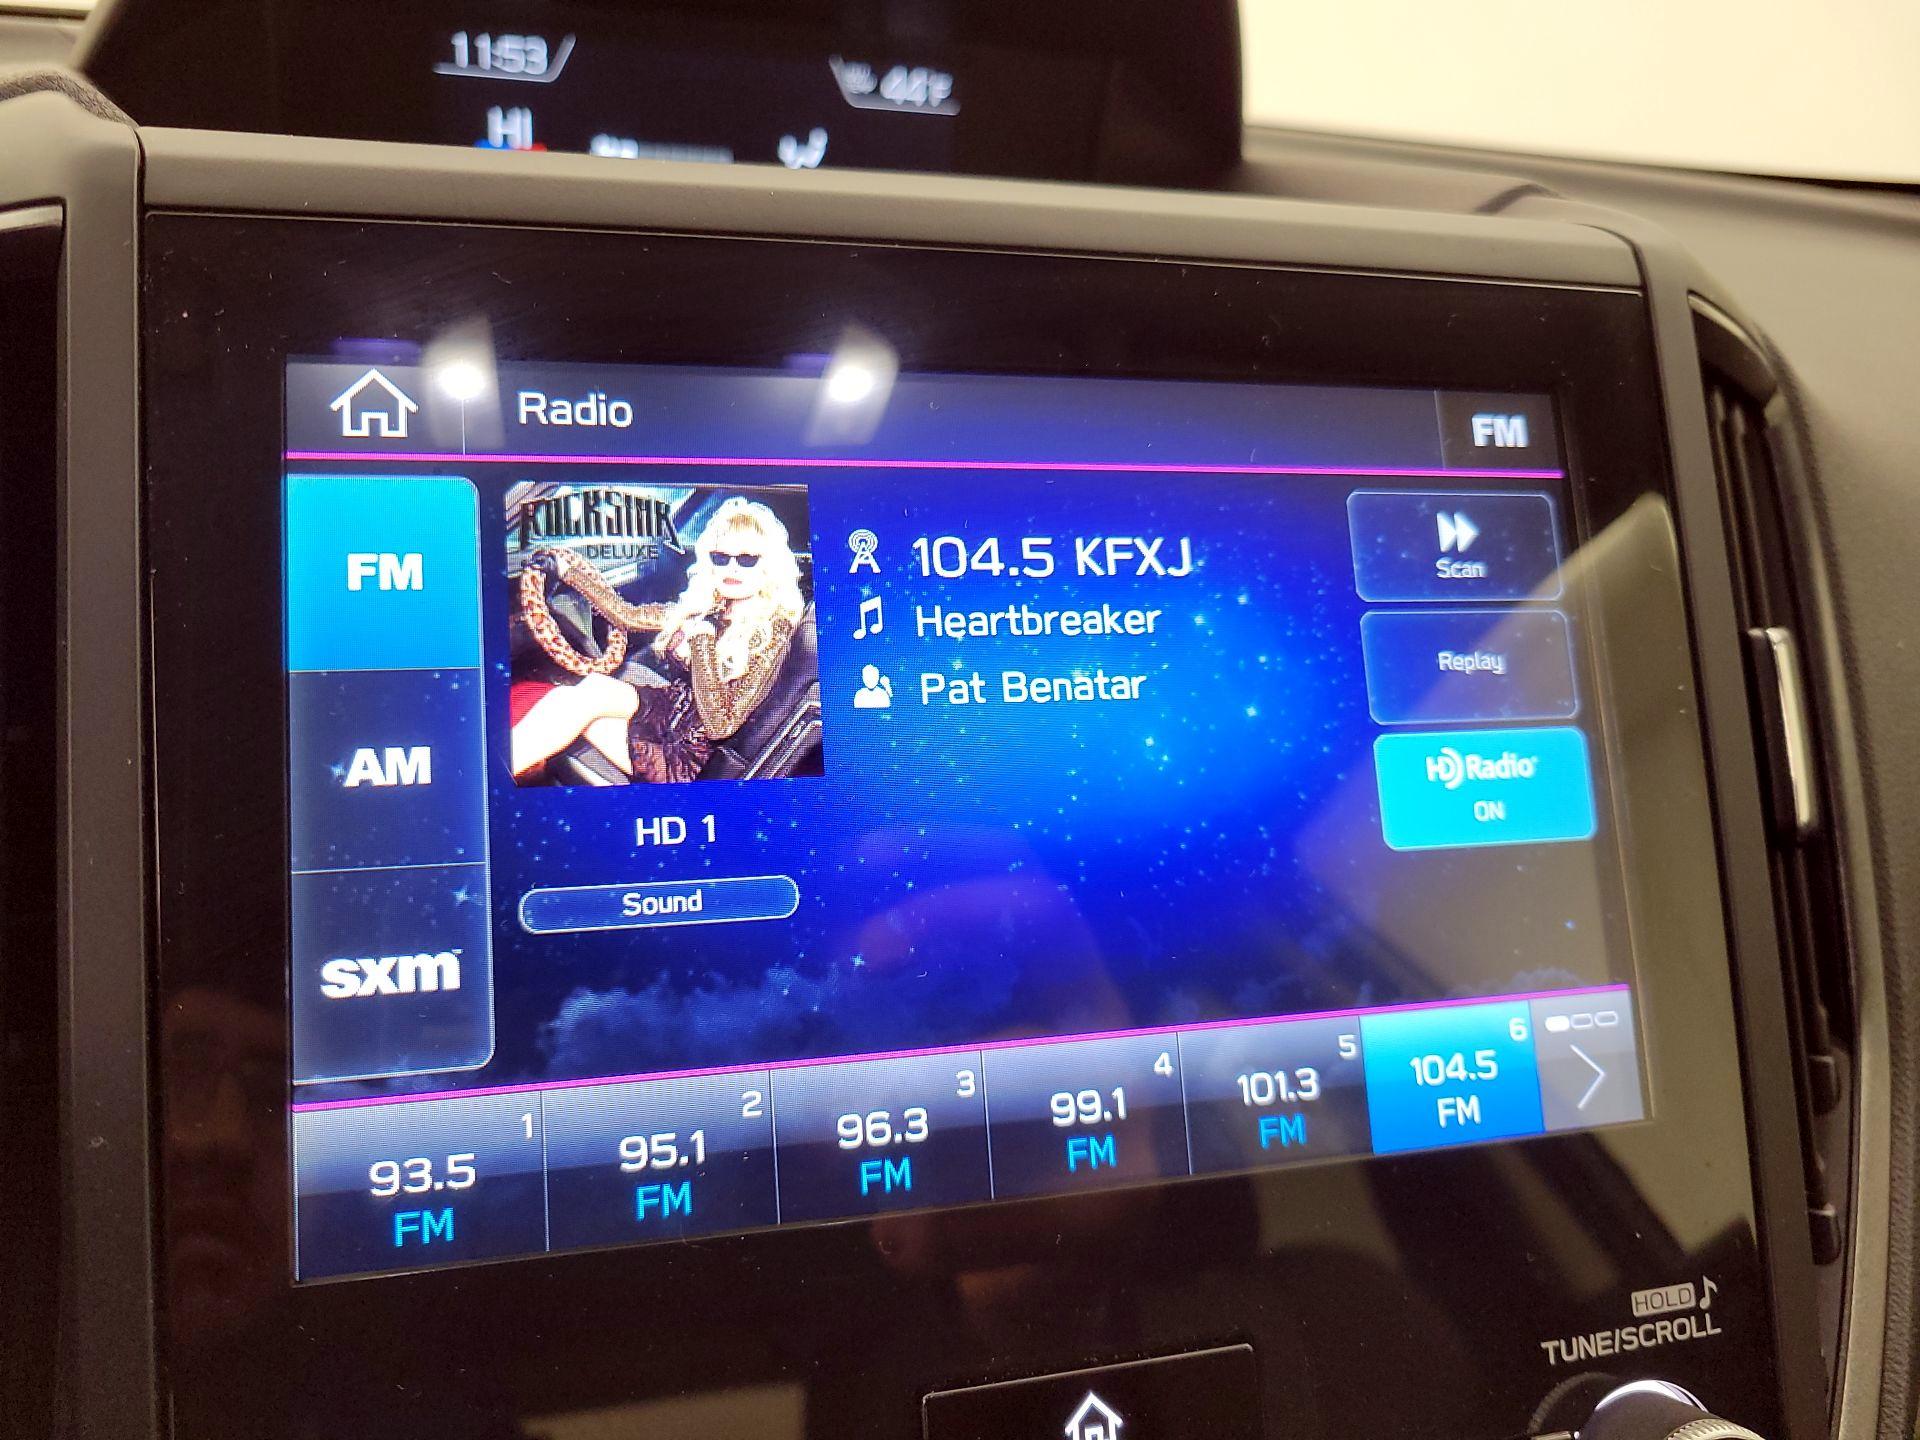 11:53
44°F
HI
Radio
FM
FM
AM
sxm
ROCKSTAR
DELUXE
104.5 KFXJ
Heartbreaker
Pat Benatar
HD 1
Sound
Scan
Replay
HD Radio
ON
1
93.5
FM
2
95.1
FM
3
96.3
FM
4
99.1
FM
5
101.3
FM
6
104.5
FM
HOLD
TUNE/SCROLL